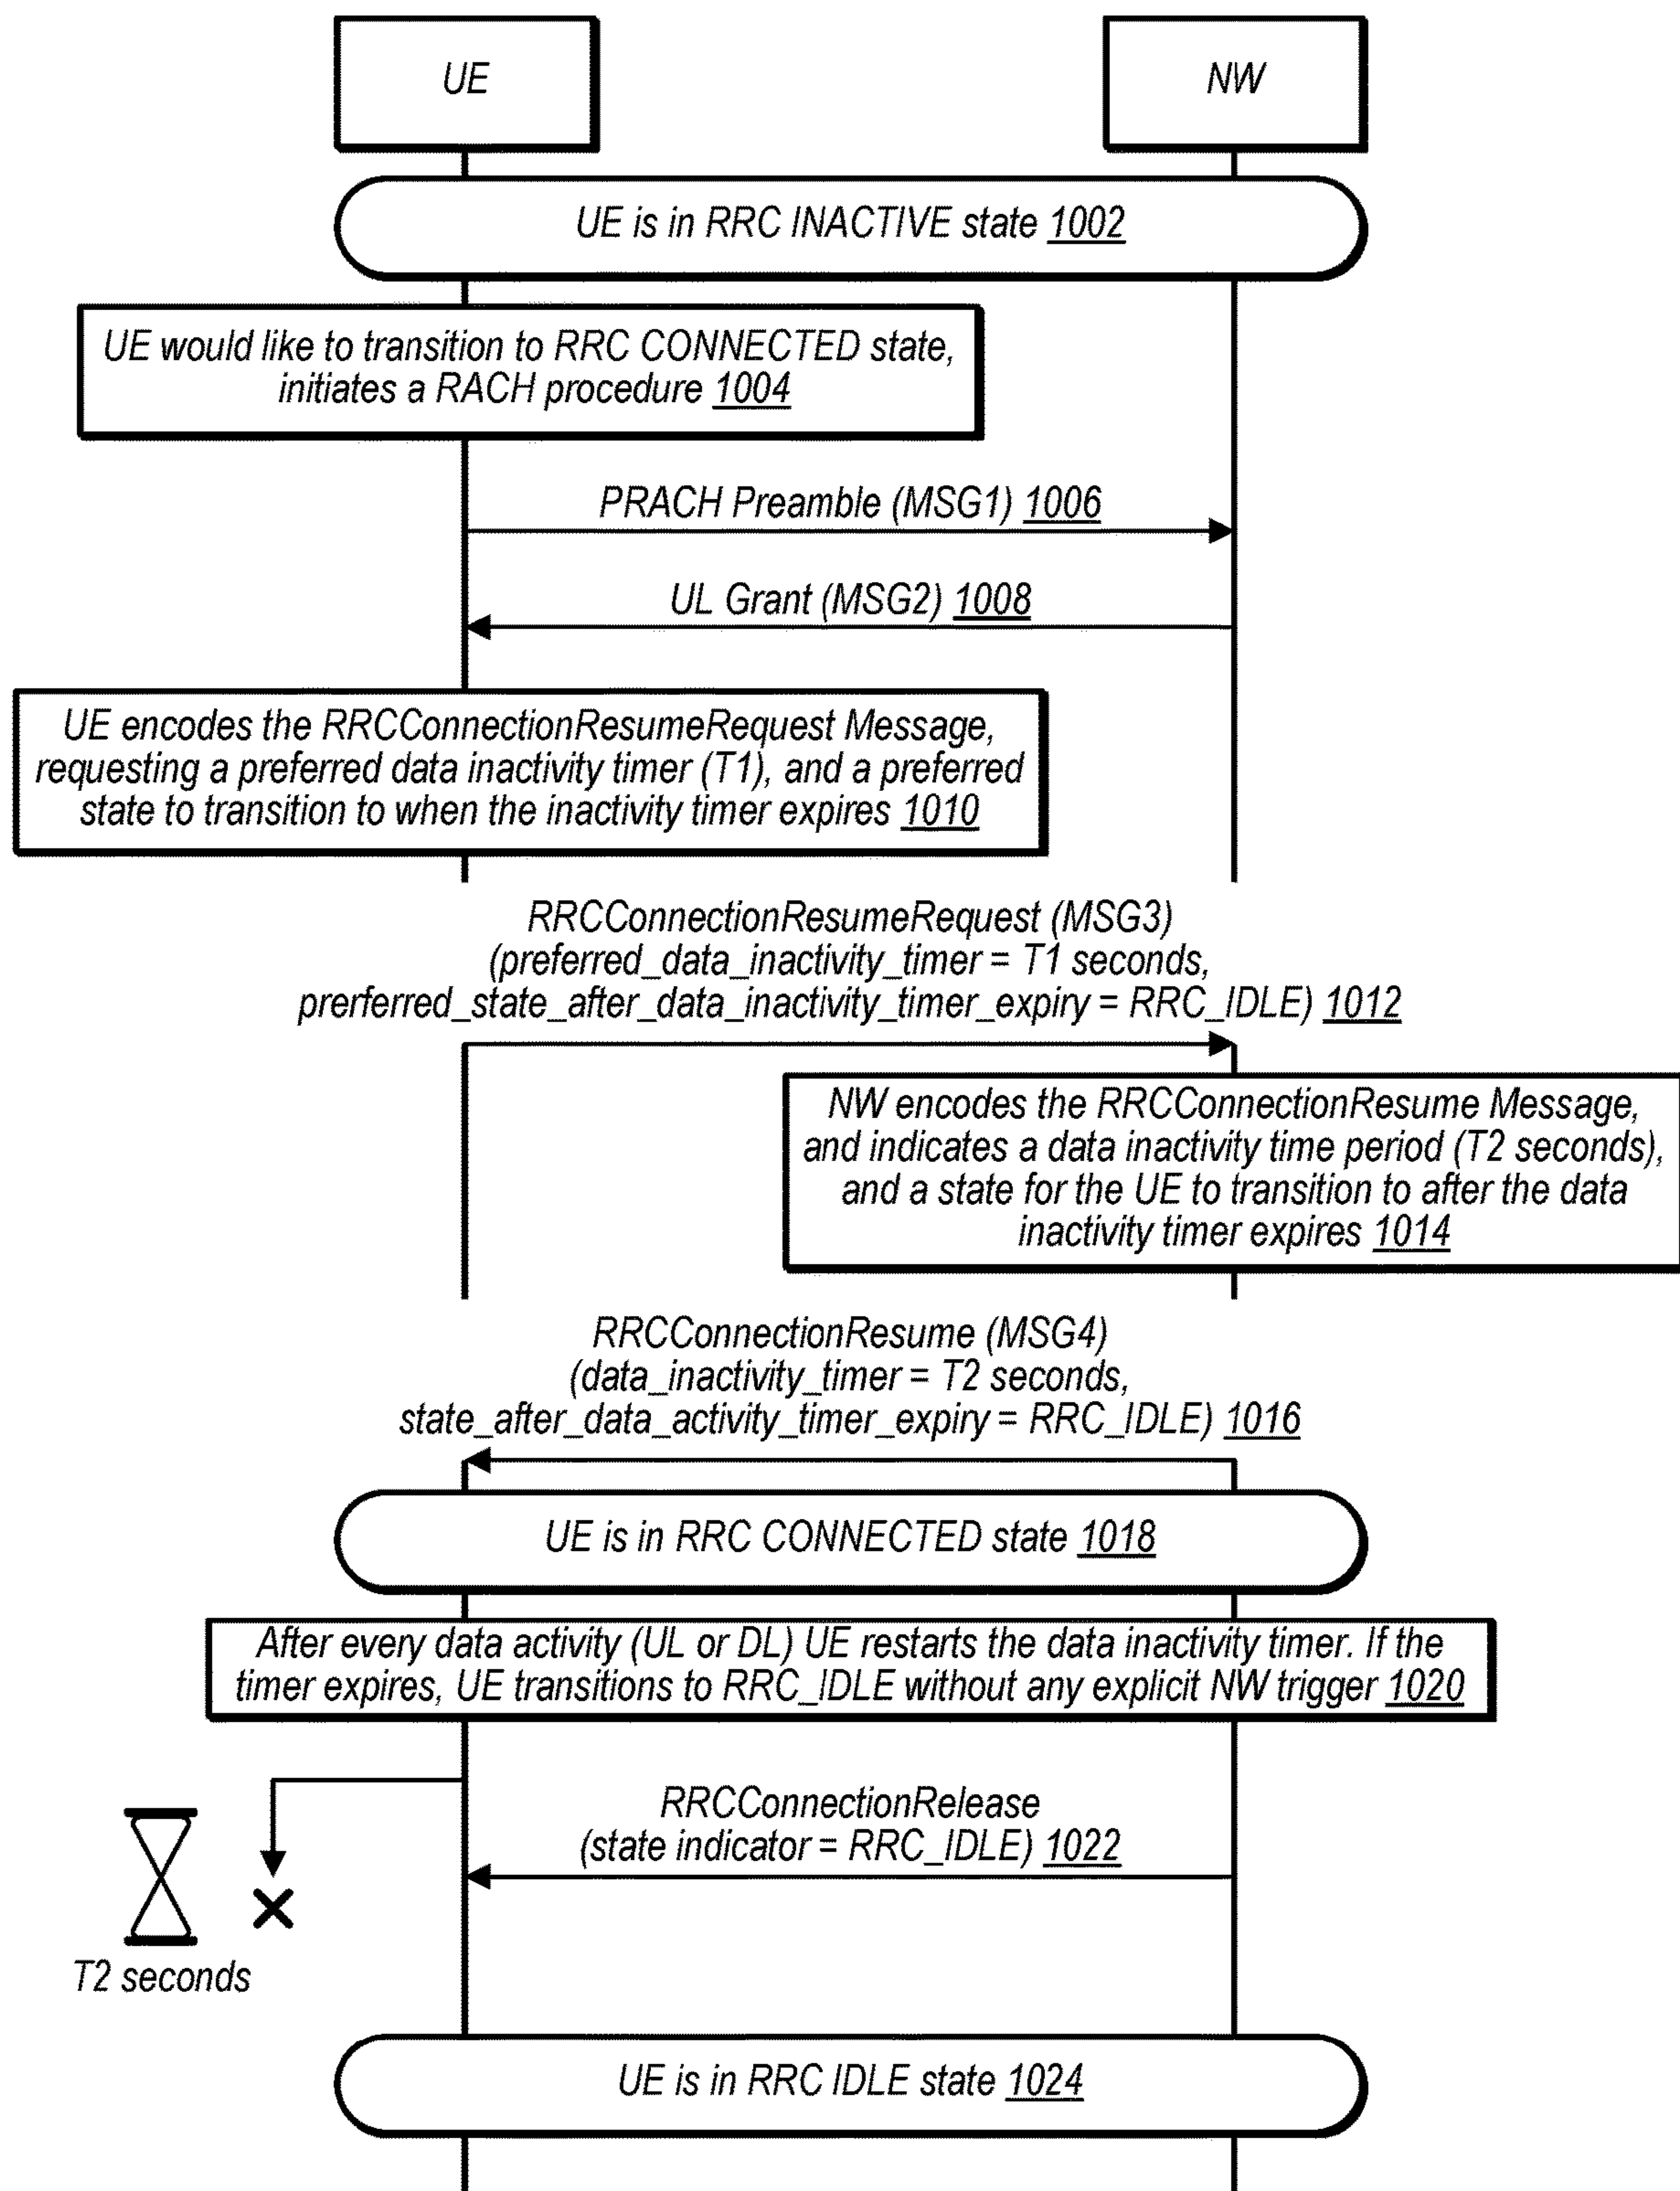 UE
NW
UE is in RRC INACTIVE state 1002
UE would like to transition to RRC CONNECTED state,
initiates a RACH procedure 1004
PRACH Preamble (MSG1) 1006
UL Grant (MSG2) 1008
UE encodes the RRCConnectionResumeRequest Message,
requesting a preferred data inactivity timer (T1), and a preferred
state to transition to when the inactivity timer expires 1010
RRCConnectionResumeRequest (MSG3)
(preferred_data_inactivity_timer = T1 seconds,
prerferred_state_after_data_inactivity_timer_expiry = RRC_IDLE) 1012
NW encodes the RRCConnectionResume Message,
and indicates a data inactivity time period (T2 seconds),
and a state for the UE to transition to after the data
inactivity timer expires 1014
RRCConnectionResume (MSG4)
(data_inactivity_timer = T2 seconds,
state_after_data_activity_timer_expiry = RRC_IDLE) 1016
UE is in RRC CONNECTED state 1018
After every data activity (UL or DL) UE restarts the data inactivity timer. If the
timer expires, UE transitions to RRC_IDLE without any explicit NW trigger 1020
RRCConnectionRelease
(state indicator = RRC_IDLE) 1022
T2 seconds
UE is in RRC IDLE state 1024